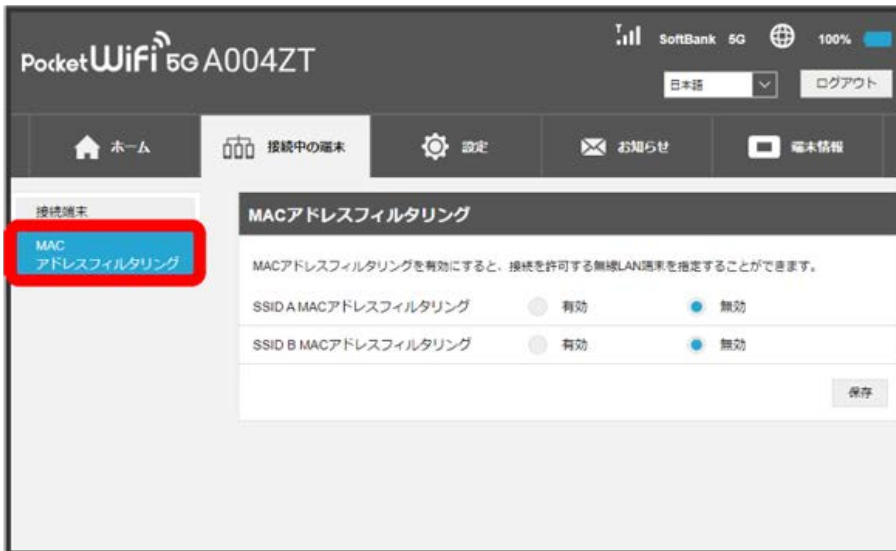 Pocket WiFi 5G A004ZT
SoftBank 5G 100%
日本語
ログアウト
ホーム
接続中の端末
設定
お知らせ
端末情報
接続端末
MAC
アドレスフィルタリング
MACアドレスフィルタリング
MACアドレスフィルタリングを有効にすると、接続を許可する無線LAN端末を指定することができます。
SSID A MACアドレスフィルタリング 有効 無効
SSID B MACアドレスフィルタリング 有効 無効
保存